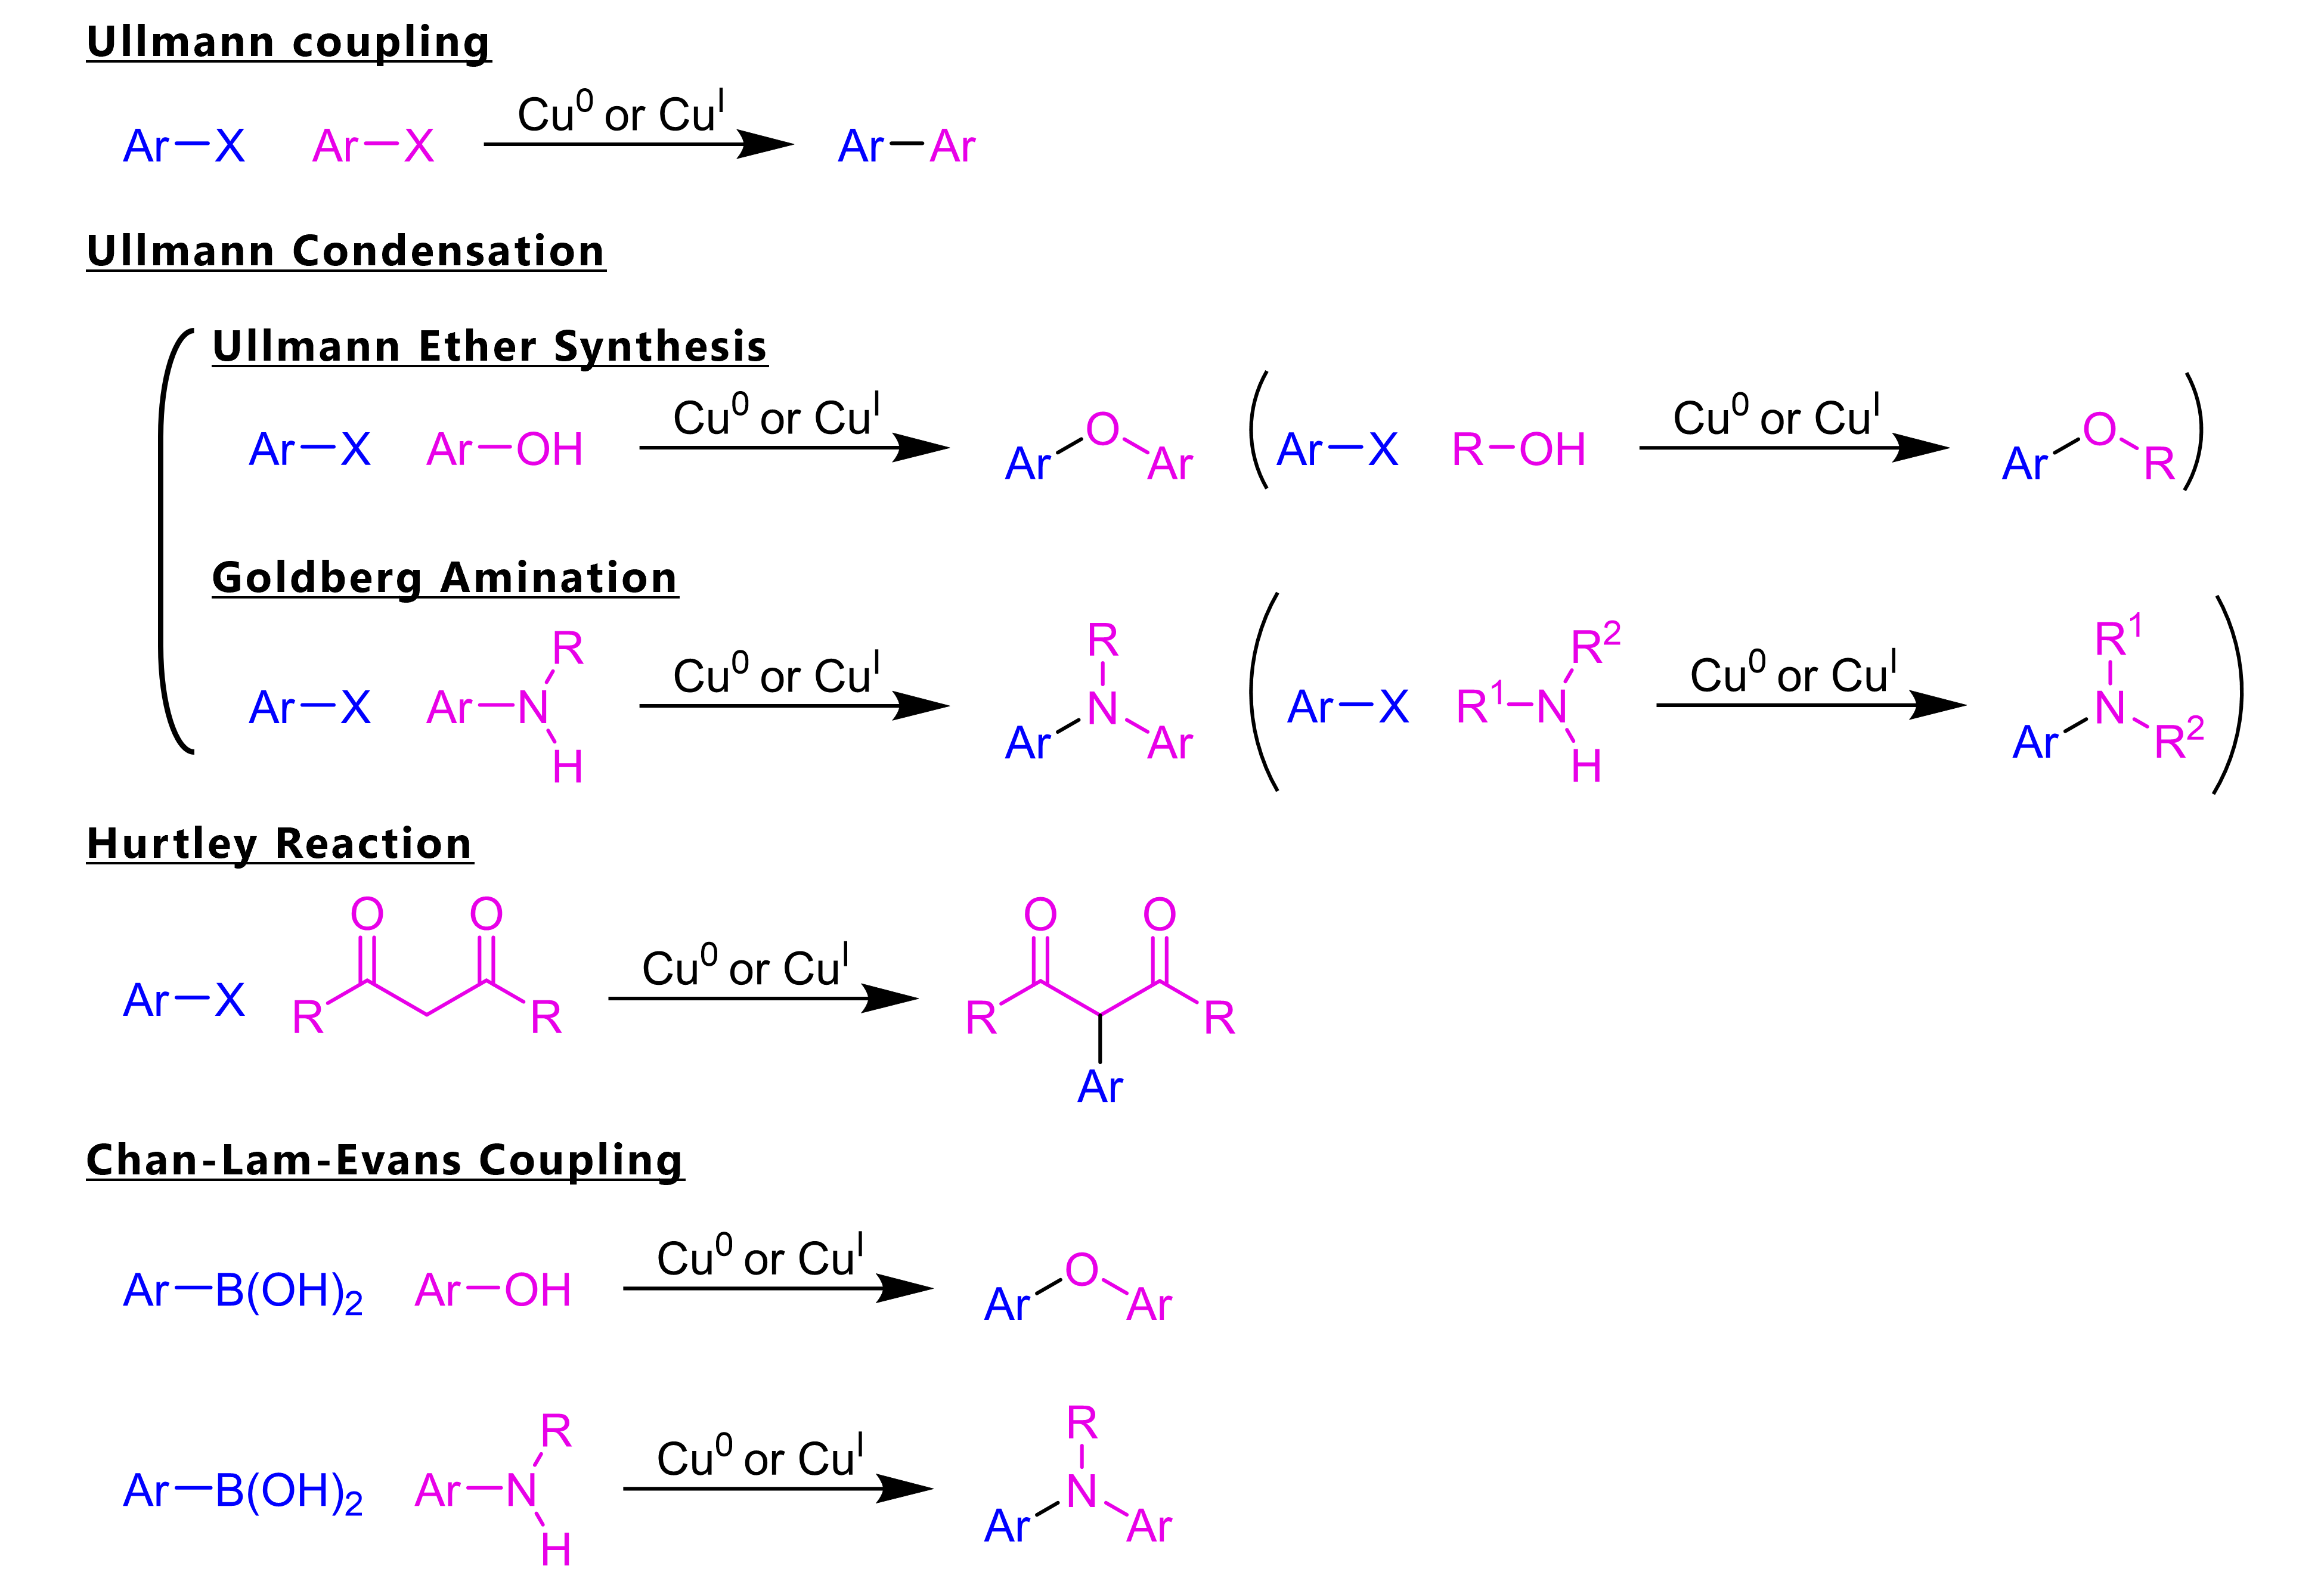 Ullmann coupling
Ar—X Ar—X Cu⁰ or Cuᴵ Ar—Ar
Ullmann Condensation
Ullmann Ether Synthesis
Ar—X Ar—OH Cu⁰ or Cuᴵ Ar O Ar ( Ar—X R—OH Cu⁰ or Cuᴵ Ar O R )
Goldberg Amination
Ar—X Ar—N R H Cu⁰ or Cuᴵ R N Ar Ar ( Ar—X R¹—N R² H Cu⁰ or Cuᴵ R¹ N Ar R² )
Hurtley Reaction
Ar—X O O R R Cu⁰ or Cuᴵ O O R R Ar
Chan-Lam-Evans Coupling
Ar—B(OH)₂ Ar—OH Cu⁰ or Cuᴵ Ar O Ar
Ar—B(OH)₂ Ar—N R H Cu⁰ or Cuᴵ R N Ar Ar